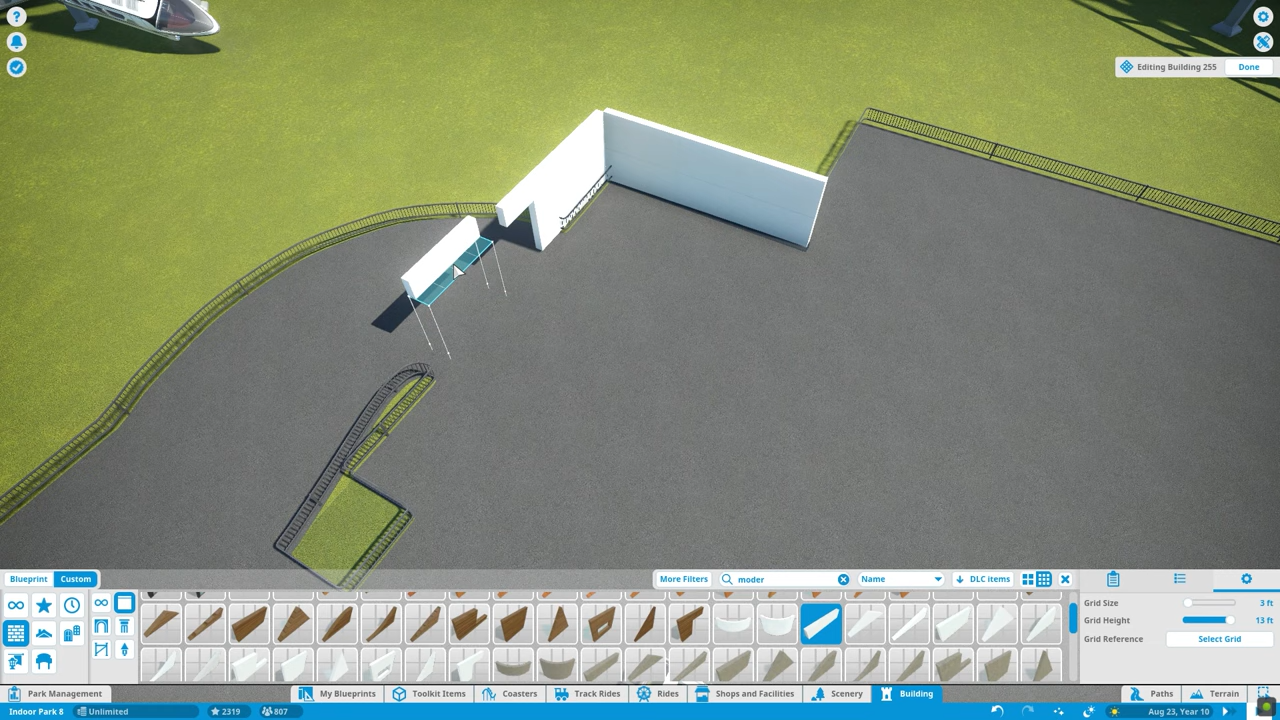 ?
Editing Building 255
Done
Blueprint
Custom
More Filters
moder
Name
DLC items
Grid Size
3 ft
Grid Height
13 ft
Grid Reference
Select Grid
Park Management
My Blueprints
Toolkit Items
Coasters
Track Rides
Rides
Shops and Facilities
Scenery
Building
Paths
Terrain
Indoor Park 8
Unlimited
2319
807
Aug 23, Year 10